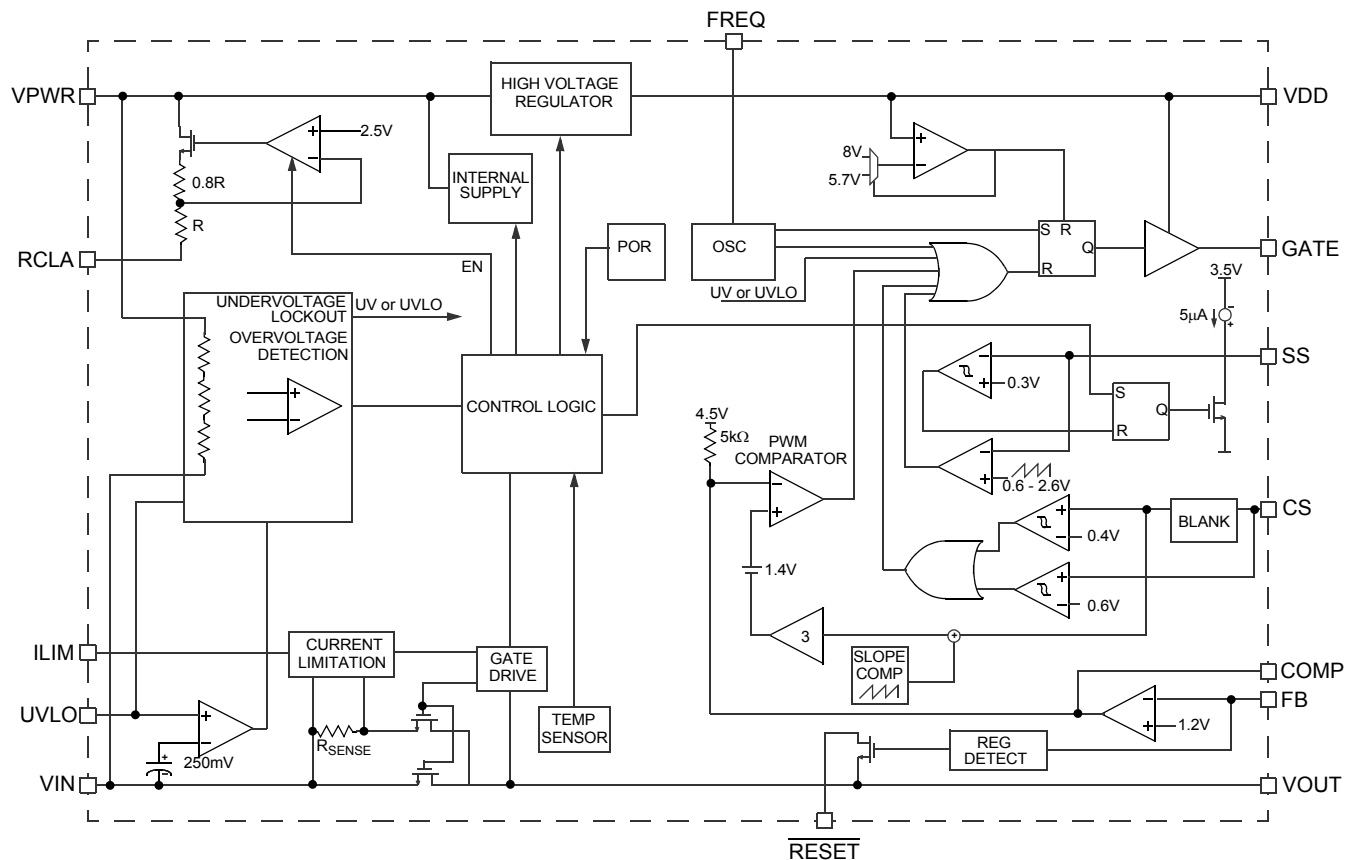 FREQ
VPWR
HIGH VOLTAGE
REGULATOR
VDD
+
2.5V
−
+
8V
−
5.7V
0.8R
INTERNAL
SUPPLY
R
RCLA
EN
POR
OSC
S R
Q
R
GATE
UV or UVLO
3.5V
−
5µA
+
UNDERVOLTAGE
LOCKOUT
UV or UVLO
OVERVOLTAGE
DETECTION
+
−
CONTROL LOGIC
−
SS
+
0.3V
S
Q
R
4.5V
5kΩ
PWM
COMPARATOR
−
+
−
+
0.6 - 2.6V
CS
BLANK
+
−
0.4V
+
−
0.6V
1.4V
3
+
SLOPE
COMP
ILIM
CURRENT
LIMITATION
GATE
DRIVE
COMP
FB
UVLO
+
−
+
−
250mV
RSENSE
TEMP
SENSOR
−
+
1.2V
REG
DETECT
VIN
VOUT
RESET